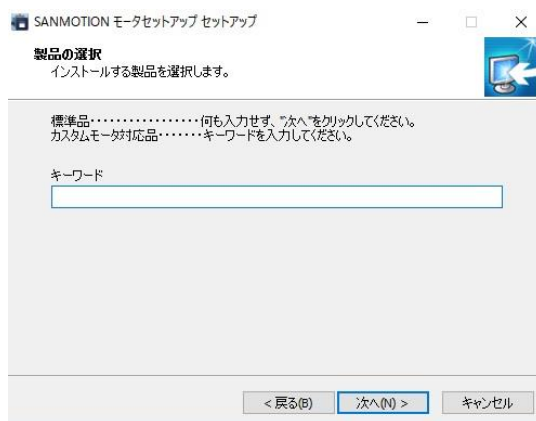 SANMOTION モータセットアップ セットアップ
製品の選択
インストールする製品を選択します。
標準品・・・・・・・・・・・・・・・・・何も入力せず、"次へ"をクリックしてください。
カスタムモータ対応品・・・・・・・キーワードを入力してください。
キーワード
< 戻る(B)
次へ(N) >
キャンセル